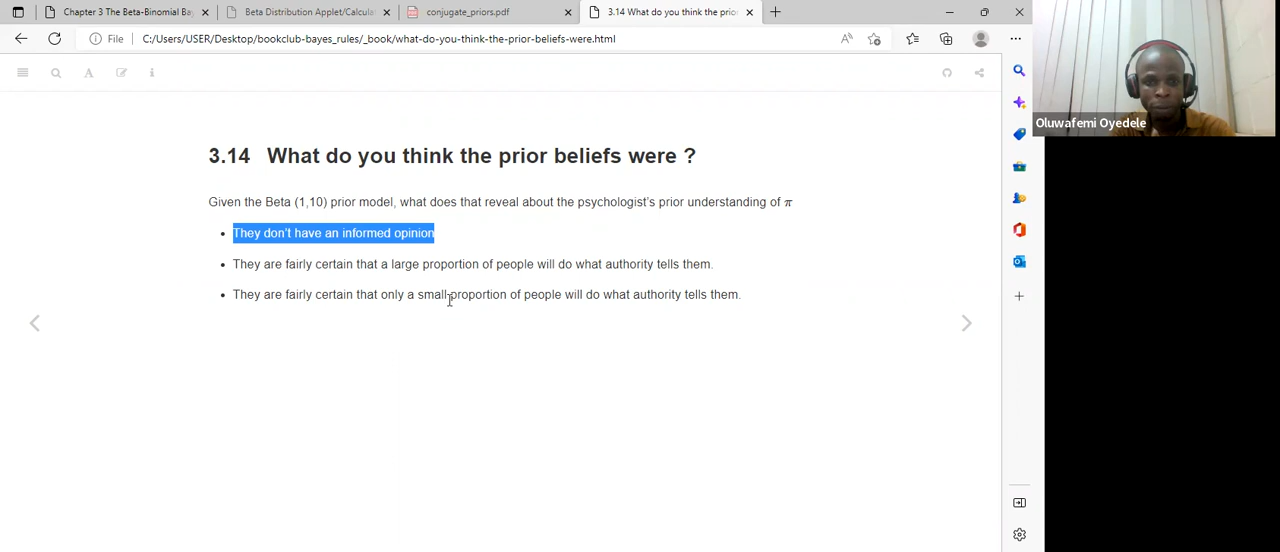 Chapter 3 The Beta-Binomial Ba
Beta Distribution Applet/Calcula
conjugate_priors.pdf
3.14 What do you think the prio
File
C:/Users/USER/Desktop/bookclub-bayes_rules/_book/what-do-you-think-the-prior-beliefs-were.html
Oluwafemi Oyedele
3.14 What do you think the prior beliefs were ?
Given the Beta (1,10) prior model, what does that reveal about the psychologist's prior understanding of π
They don't have an informed opinion
They are fairly certain that a large proportion of people will do what authority tells them.
They are fairly certain that only a small proportion of people will do what authority tells them.